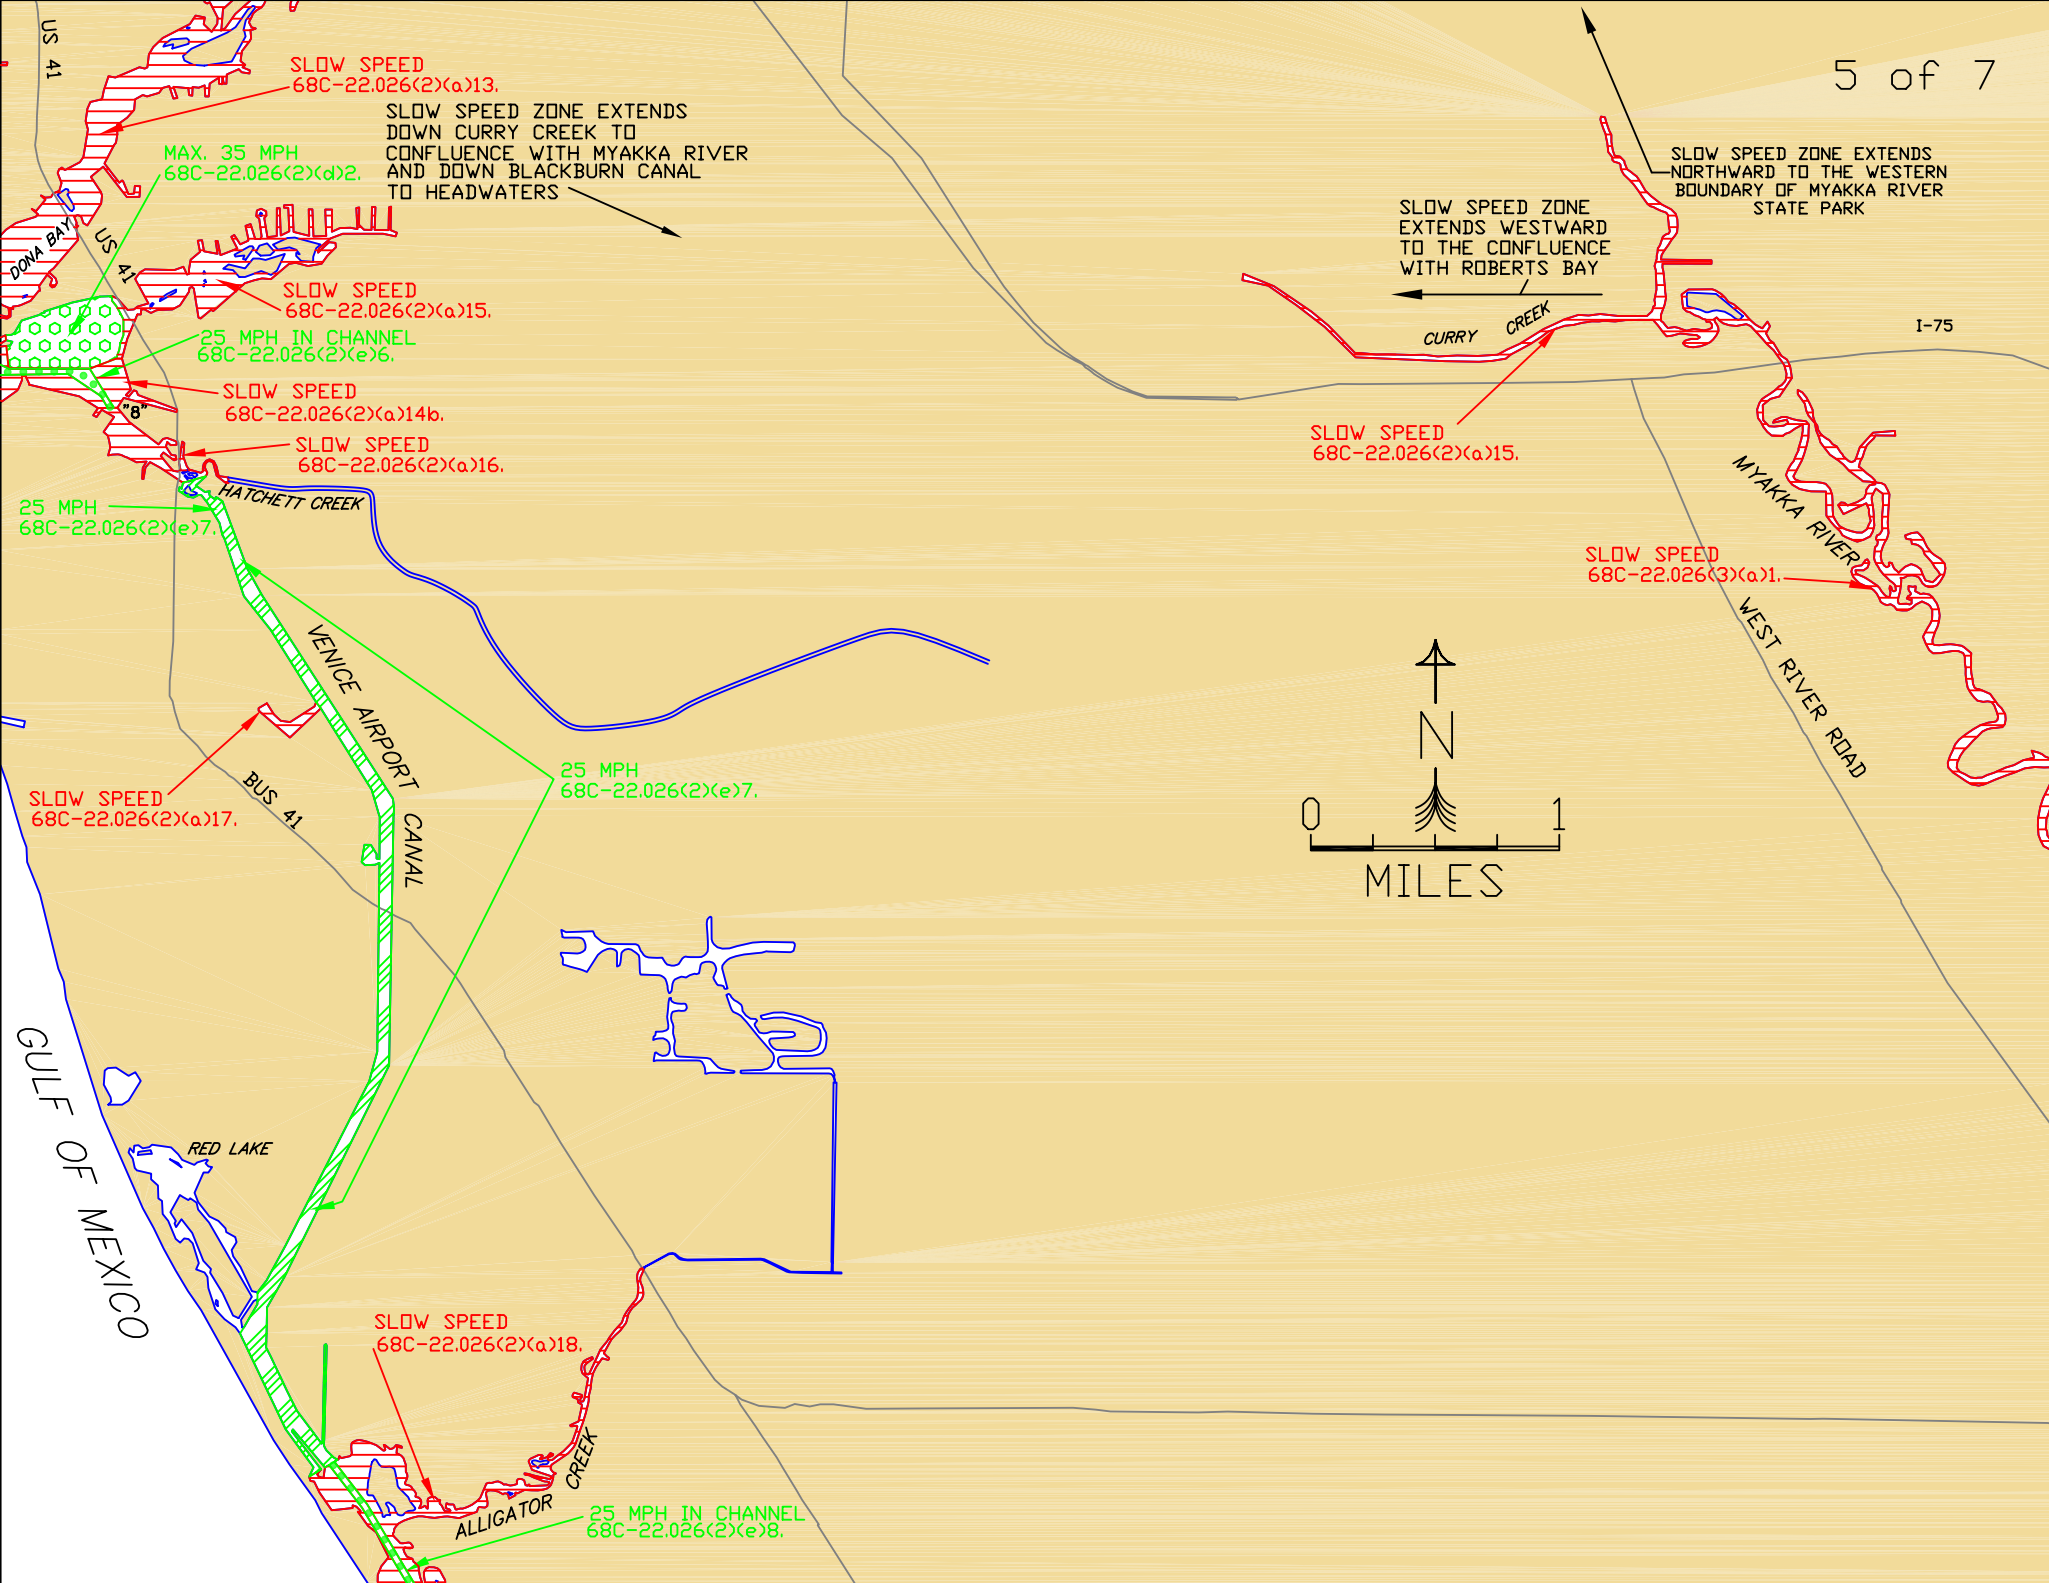 5 of 7
US 41
SLOW SPEED
68C-22.026(2)(a)13.
SLOW SPEED ZONE EXTENDS
DOWN CURRY CREEK TO
CONFLUENCE WITH MYAKKA RIVER
AND DOWN BLACKBURN CANAL
TO HEADWATERS
MAX. 35 MPH
68C-22.026(2)(d)2.
SLOW SPEED ZONE EXTENDS
NORTHWARD TO THE WESTERN
BOUNDARY OF MYAKKA RIVER
STATE PARK
SLOW SPEED ZONE
EXTENDS WESTWARD
TO THE CONFLUENCE
WITH ROBERTS BAY
DONA BAY
US 41
SLOW SPEED
68C-22.026(2)(a)15.
25 MPH IN CHANNEL
68C-22.026(2)(e)6.
CURRY CREEK
I-75
SLOW SPEED
68C-22.026(2)(a)14b.
"8"
SLOW SPEED
68C-22.026(2)(a)16.
SLOW SPEED
68C-22.026(2)(a)15.
HATCHETT CREEK
25 MPH
68C-22.026(2)(e)7.
MYAKKA RIVER
SLOW SPEED
68C-22.026(3)(a)1.
WEST RIVER ROAD
VENICE AIRPORT CANAL
N
0 1
MILES
25 MPH
68C-22.026(2)(e)7.
SLOW SPEED
68C-22.026(2)(a)17.
BUS 41
GULF OF MEXICO
RED LAKE
SLOW SPEED
68C-22.026(2)(a)18.
ALLIGATOR CREEK
25 MPH IN CHANNEL
68C-22.026(2)(e)8.